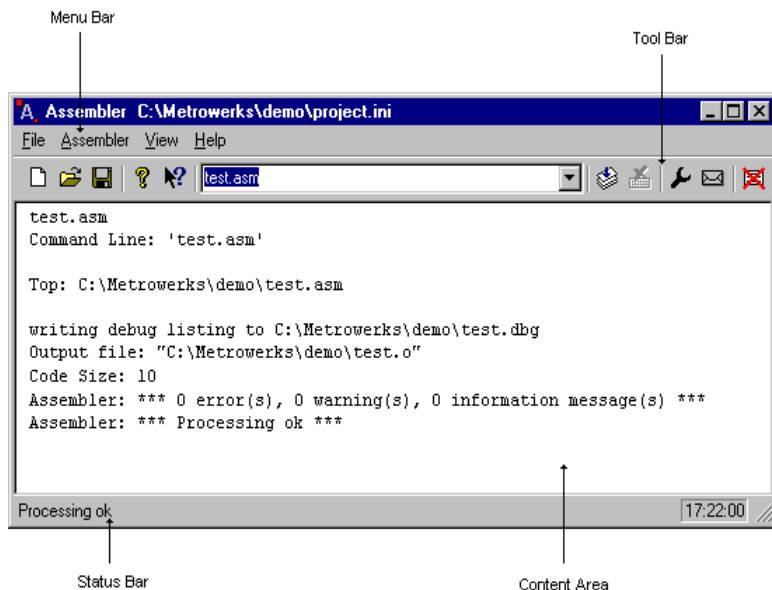 Menu Bar
Tool Bar
Assembler C:\Metrowerks\demo\project.ini
File Assembler View Help
test.asm
test.asm
Command Line: 'test.asm'
Top: C:\Metrowerks\demo\test.asm
writing debug listing to C:\Metrowerks\demo\test.dbg
Output file: "C:\Metrowerks\demo\test.o"
Code Size: 10
Assembler: *** 0 error(s), 0 warning(s), 0 information message(s) ***
Assembler: *** Processing ok ***
Processing ok
17:22:00
Status Bar
Content Area